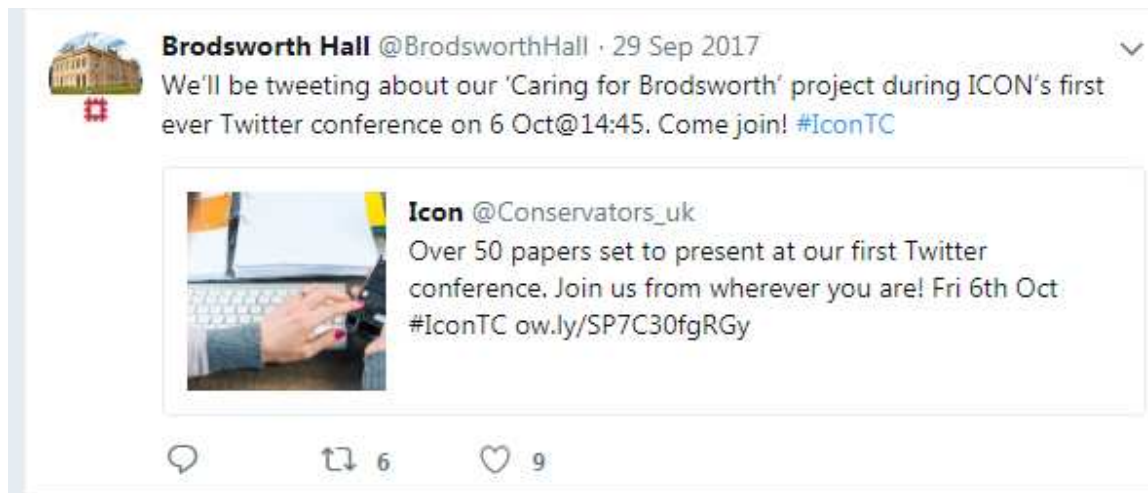 Brodsworth Hall @BrodsworthHall · 29 Sep 2017
We'll be tweeting about our 'Caring for Brodsworth' project during ICON's first
ever Twitter conference on 6 Oct@14:45. Come join! #IconTC
Icon @Conservators_uk
Over 50 papers set to present at our first Twitter
conference. Join us from wherever you are! Fri 6th Oct
#IconTC ow.ly/SP7C30fgRGy
6 9